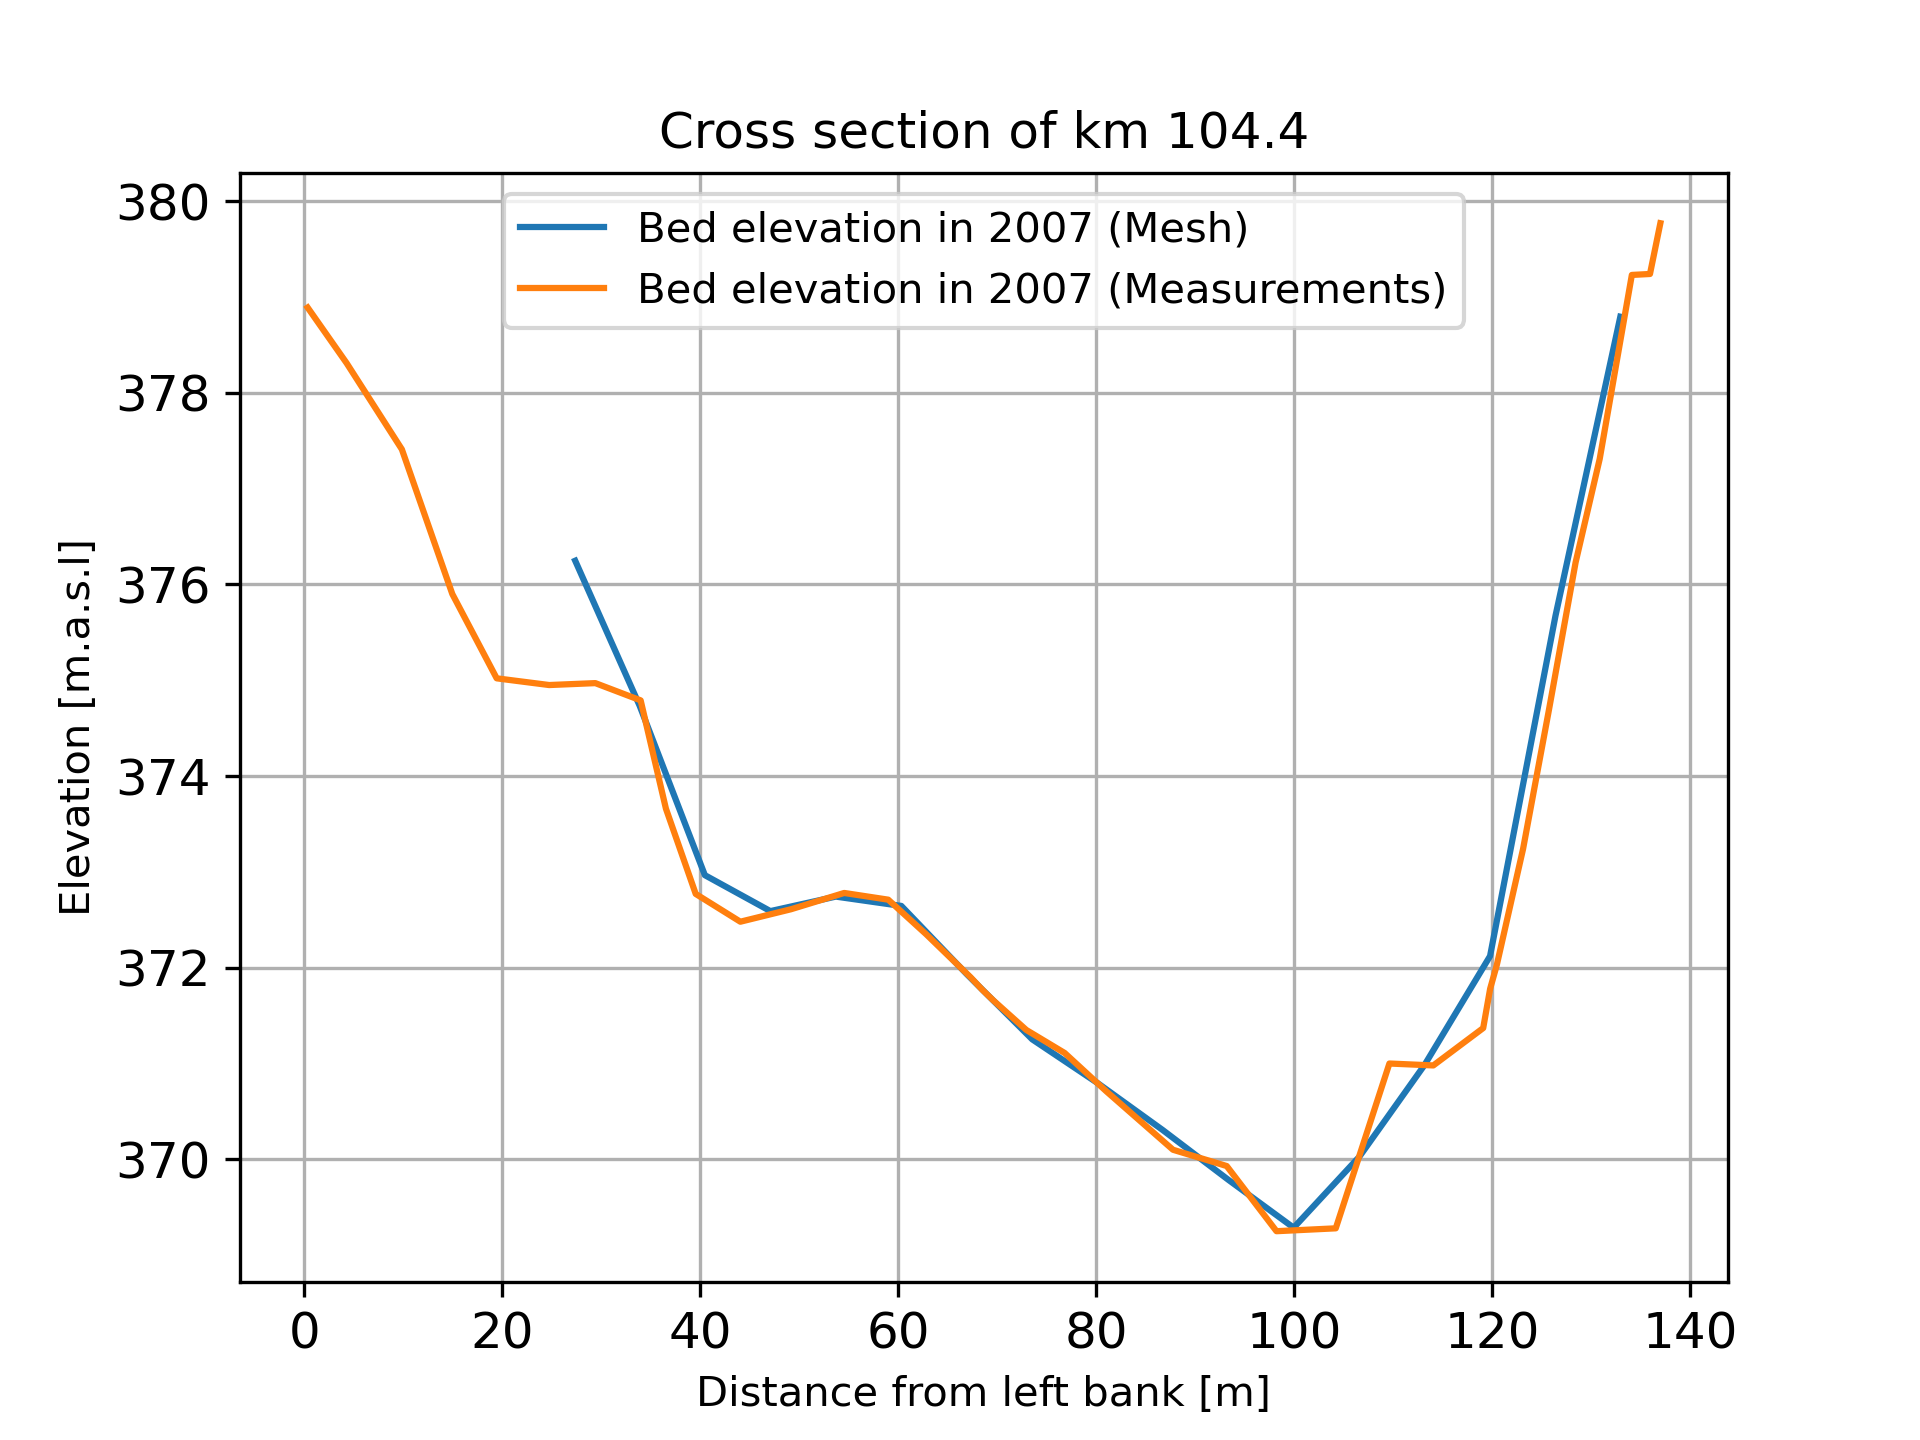 Cross section of km 104.4
Bed elevation in 2007 (Mesh)
Bed elevation in 2007 (Measurements)
Elevation [m.a.s.l]
380
378
376
374
372
370
0 20 40 60 80 100 120 140
Distance from left bank [m]